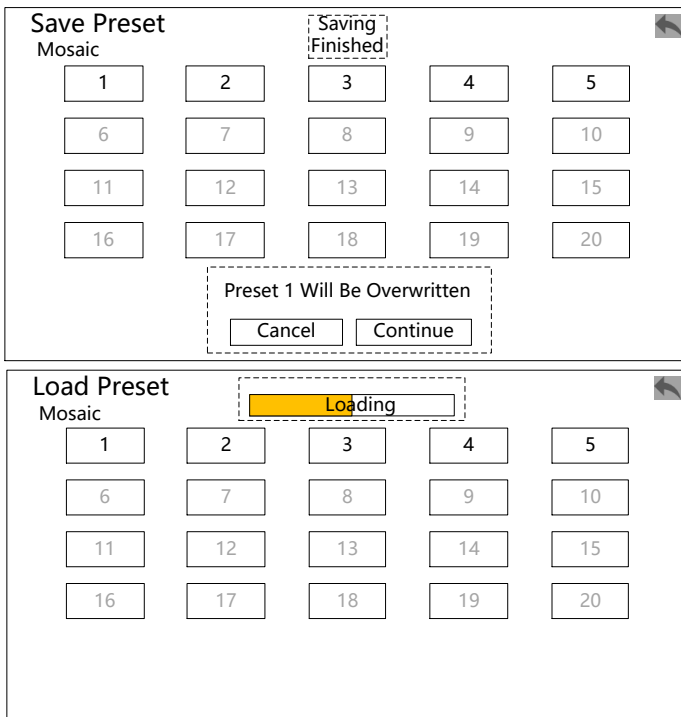 Save Preset
Saving
Finished
Mosaic
1 2 3 4 5
6 7 8 9 10
11 12 13 14 15
16 17 18 19 20
Preset 1 Will Be Overwritten
Cancel Continue
Load Preset
Loading
Mosaic
1 2 3 4 5
6 7 8 9 10
11 12 13 14 15
16 17 18 19 20